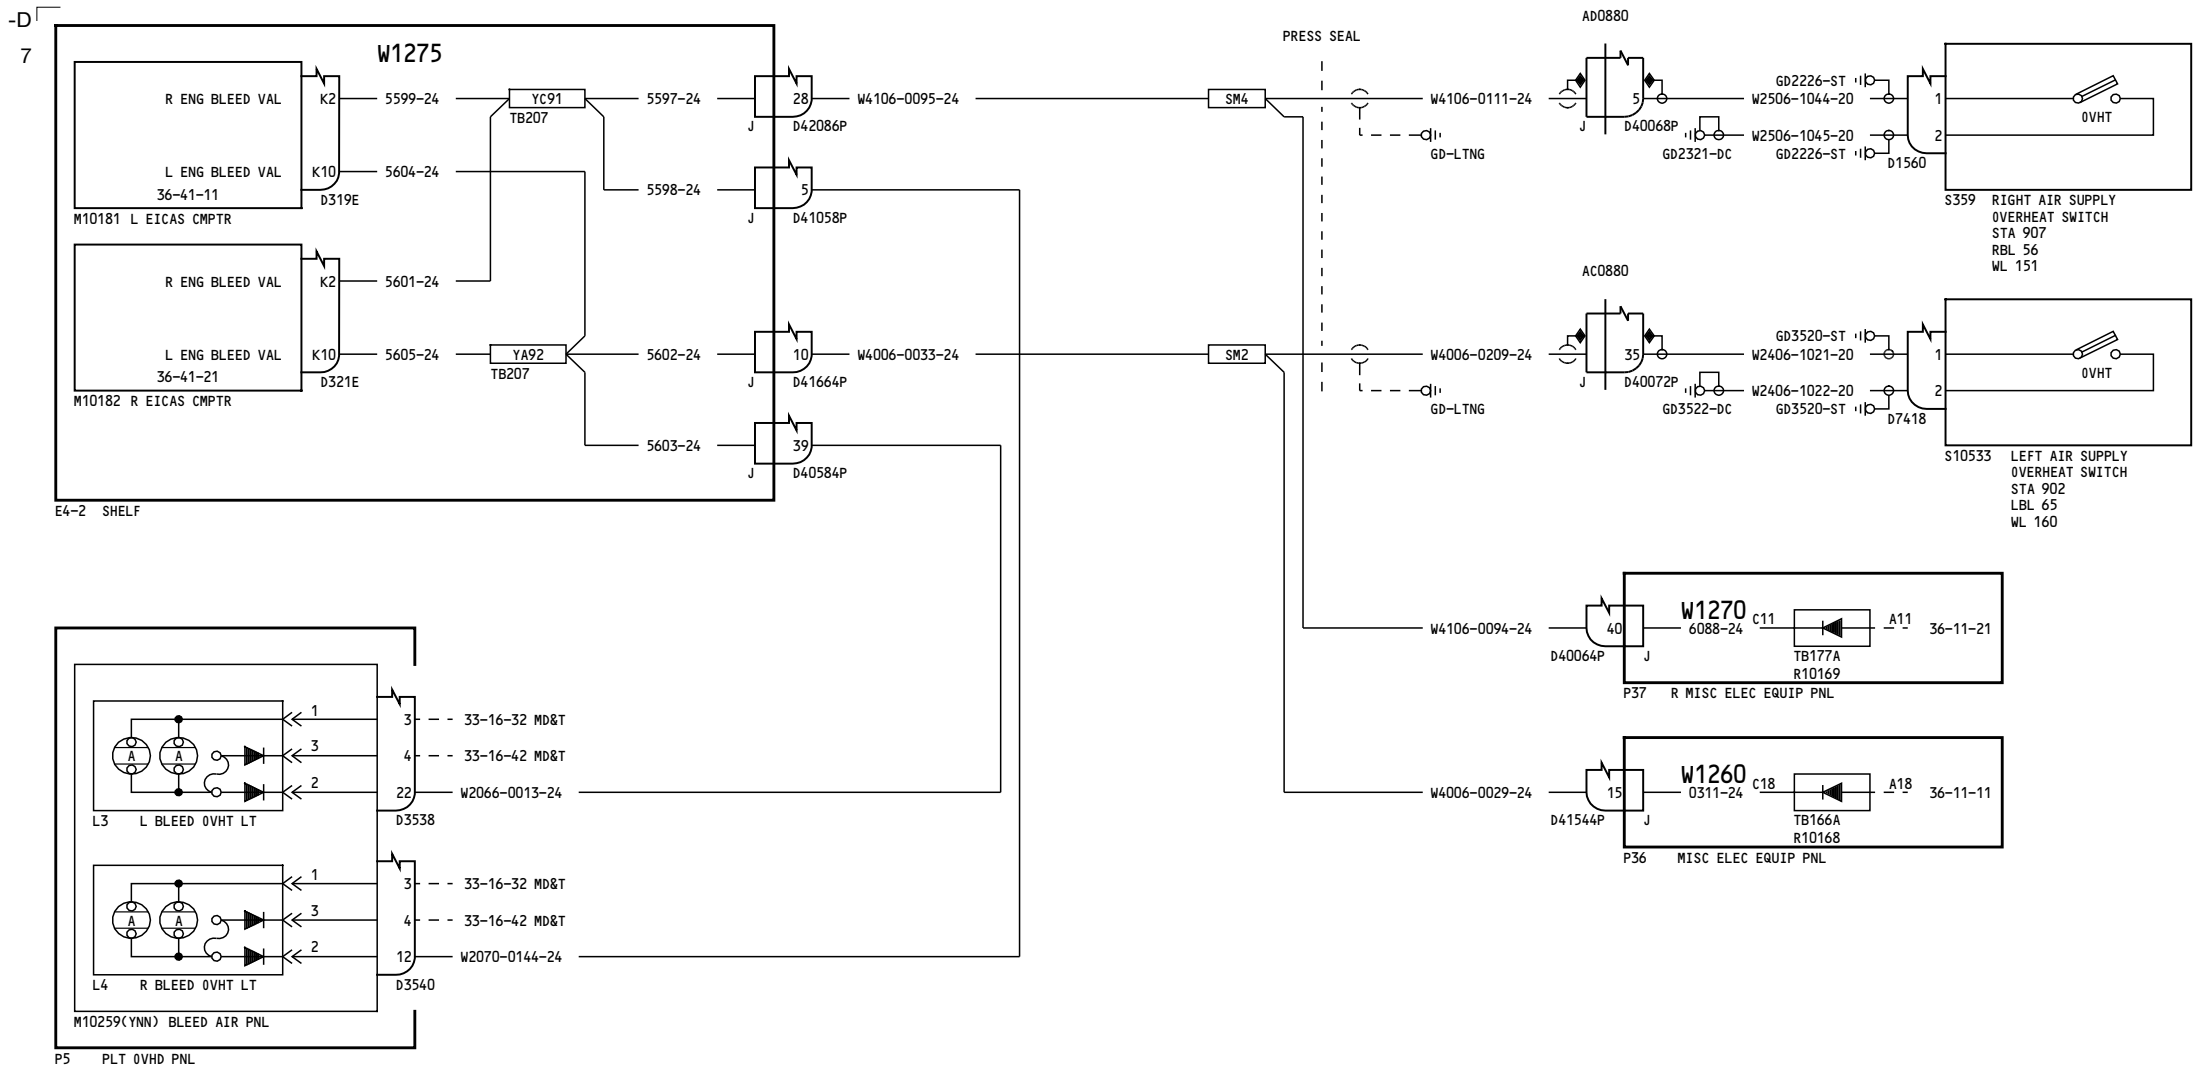 -D
7
W1275
R ENG BLEED VAL K2 5599-24 YC91 5597-24 28 W4106-0095-24
TB207
J D42086P
L ENG BLEED VAL K10 5604-24
36-41-11
D319E
5598-24 5
J D41058P
M10181 L EICAS CMPTR
R ENG BLEED VAL K2 5601-24
L ENG BLEED VAL K10 5605-24 YA92 5602-24 10 W4006-0033-24
TB207
36-41-21
D321E
J D41664P
M10182 R EICAS CMPTR
5603-24 39
J D40584P
E4-2 SHELF
PRESS SEAL
AD0880
SM4 W4106-0111-24 5 W2506-1044-20 1
GD2226-ST
GD-LTNG
J D40068P
W2506-1045-20 2
GD2321-DC GD2226-ST
D1560
0VHT
S359 RIGHT AIR SUPPLY
0VERHEAT SWITCH
STA 907
RBL 56
WL 151
AC0880
SM2 W4006-0209-24 35 W2406-1021-20 1
GD3520-ST
GD-LTNG
J D40072P
W2406-1022-20 2
GD3522-DC GD3520-ST
D7418
0VHT
S10533 LEFT AIR SUPPLY
0VERHEAT SWITCH
STA 902
LBL 65
WL 160
W4106-0094-24 40
D40064P J
W1270
6088-24 C11 A11 36-11-21
TB177A
R10169
P37 R MISC ELEC EQUIP PNL
W4006-0029-24 15
D41544P J
W1260
0311-24 C18 A18 36-11-11
TB166A
R10168
P36 MISC ELEC EQUIP PNL
1 3 33-16-32 MD&T
A A 3 4 33-16-42 MD&T
2 22 W2066-0013-24
L3 L BLEED 0VHT LT D3538
1 3 33-16-32 MD&T
A A 3 4 33-16-42 MD&T
2 12 W2070-0144-24
L4 R BLEED 0VHT LT D3540
M10259(YNN) BLEED AIR PNL
P5 PLT 0VHD PNL